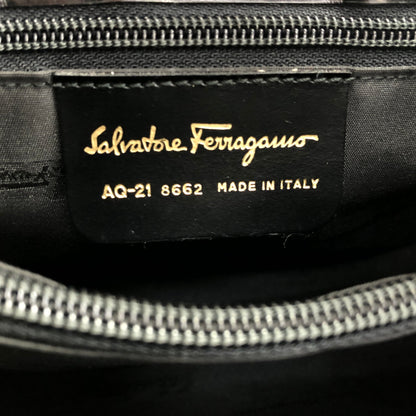 Salvatore Ferragamo
AQ-21 8662 MADE IN ITALY